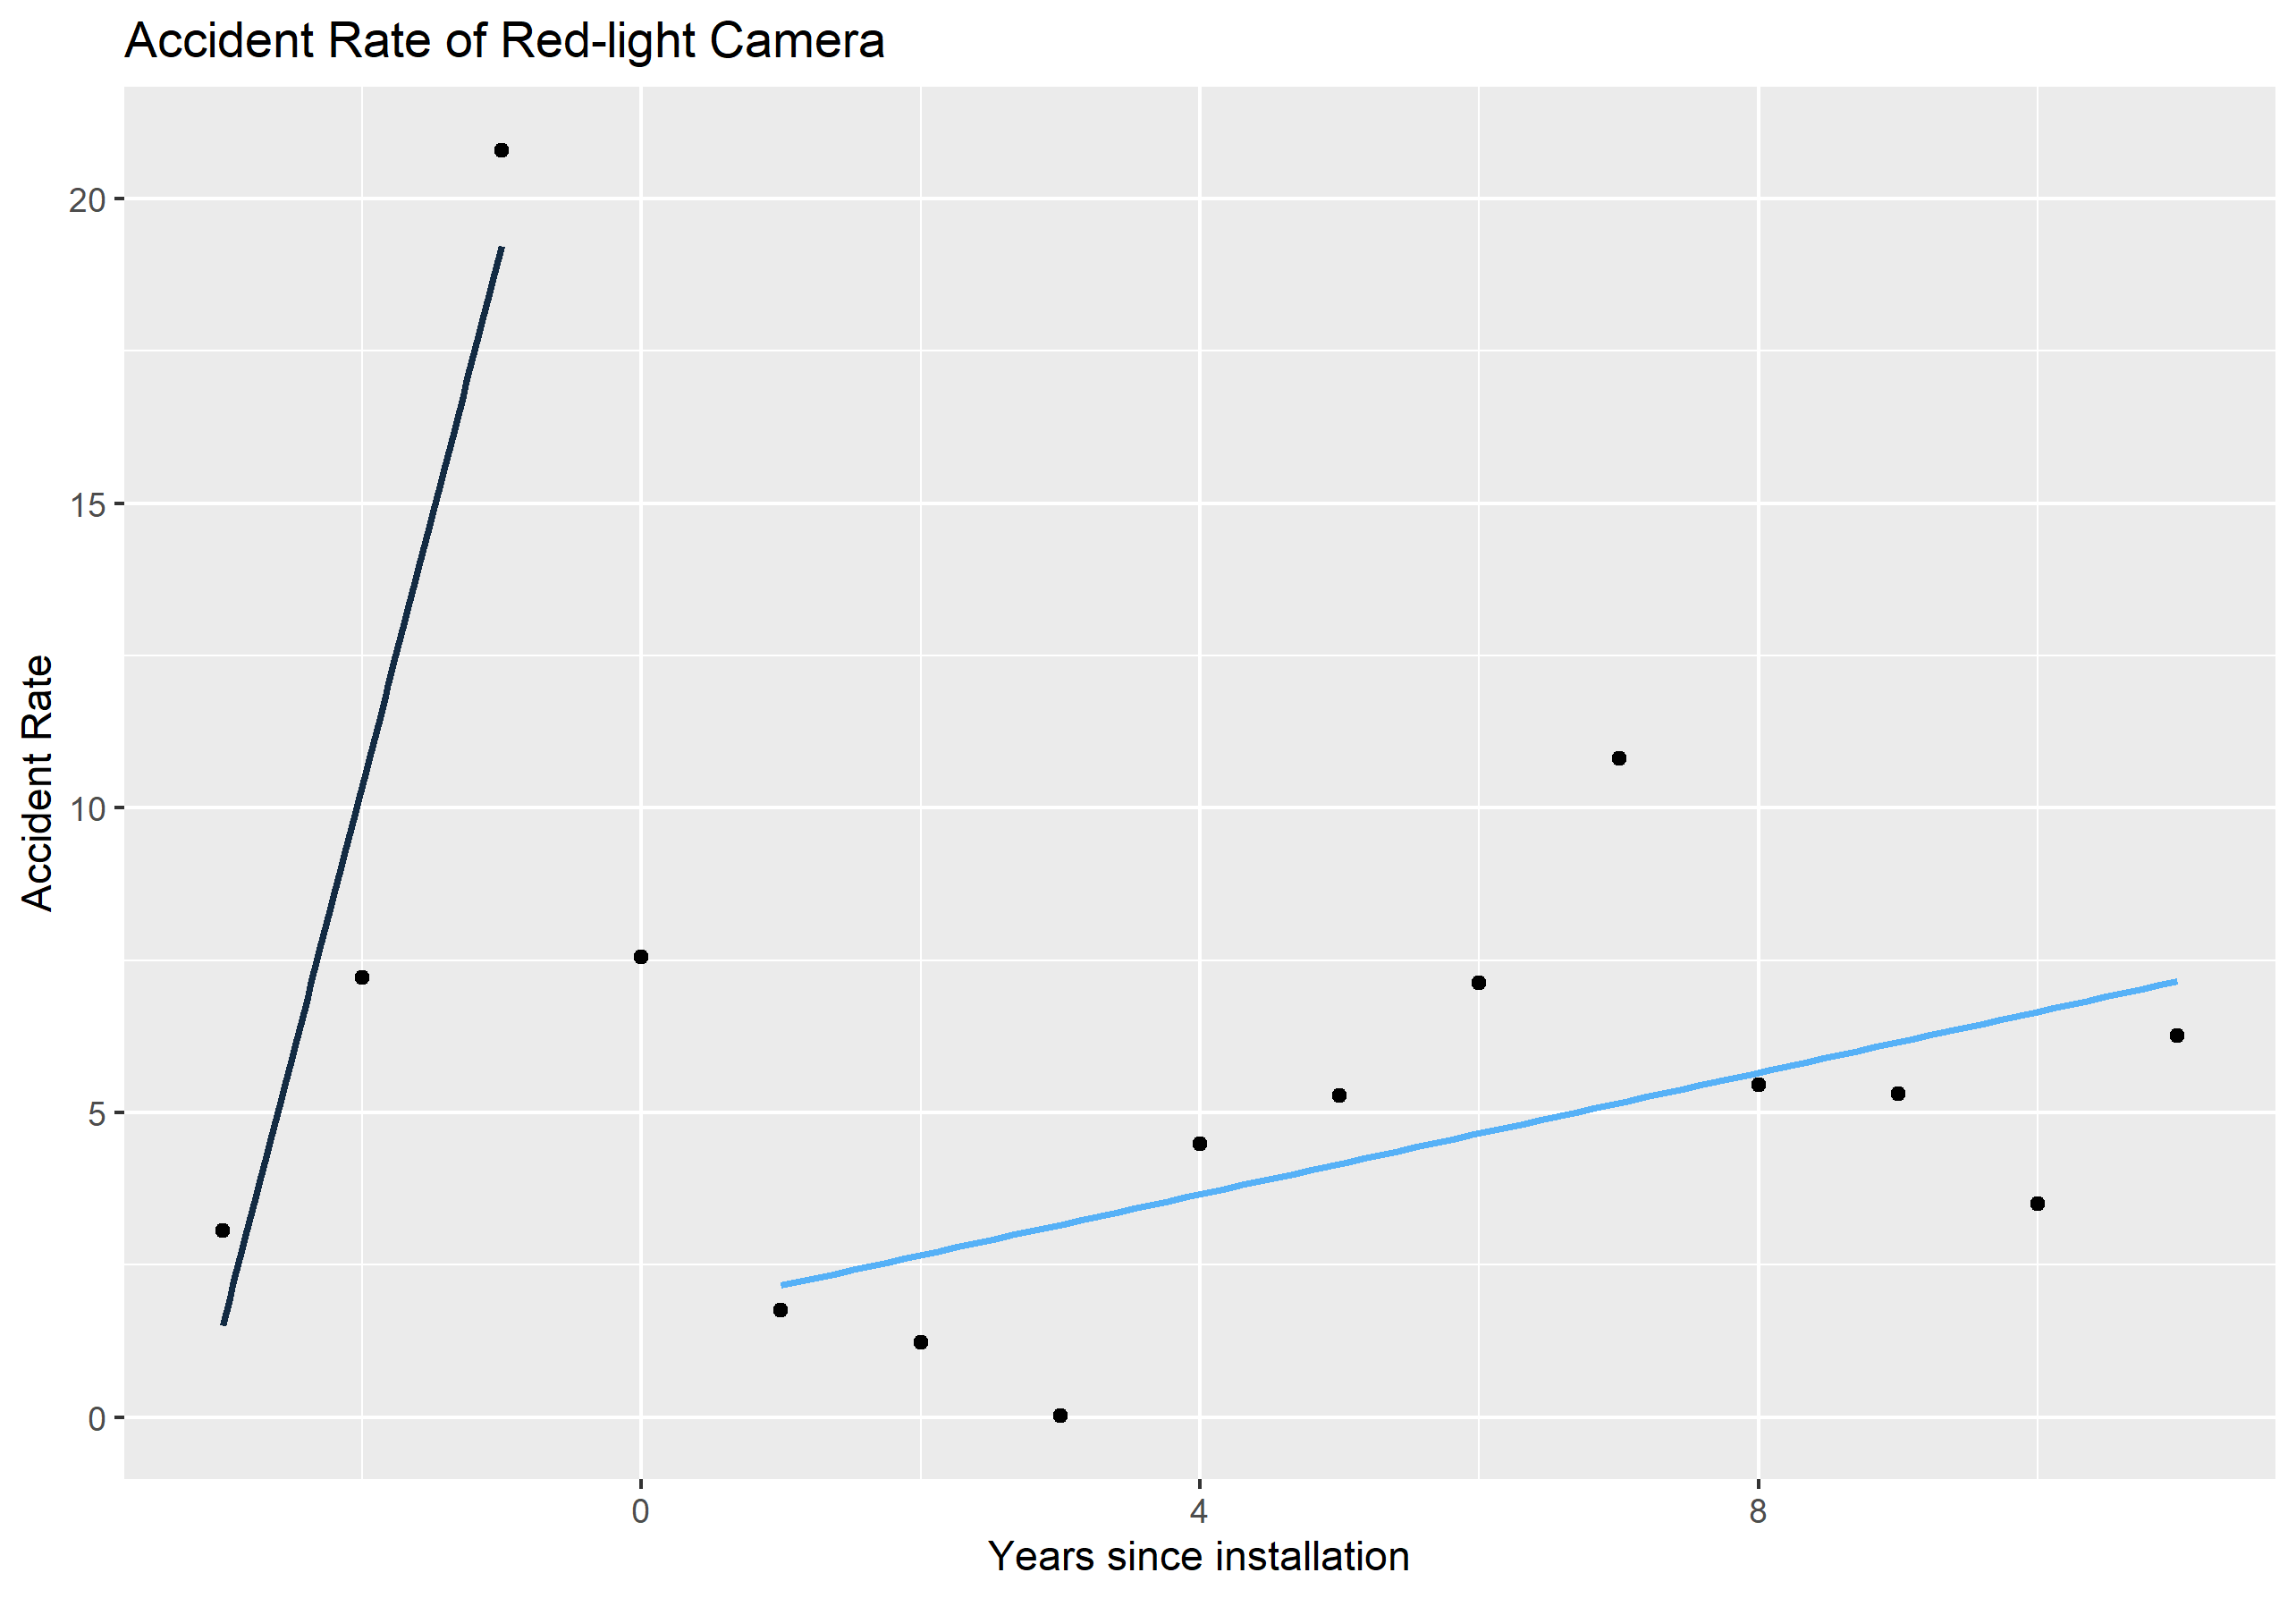 Accident Rate of Red-light Camera
20
15
10
5
0
Accident Rate
0 4 8
Years since installation